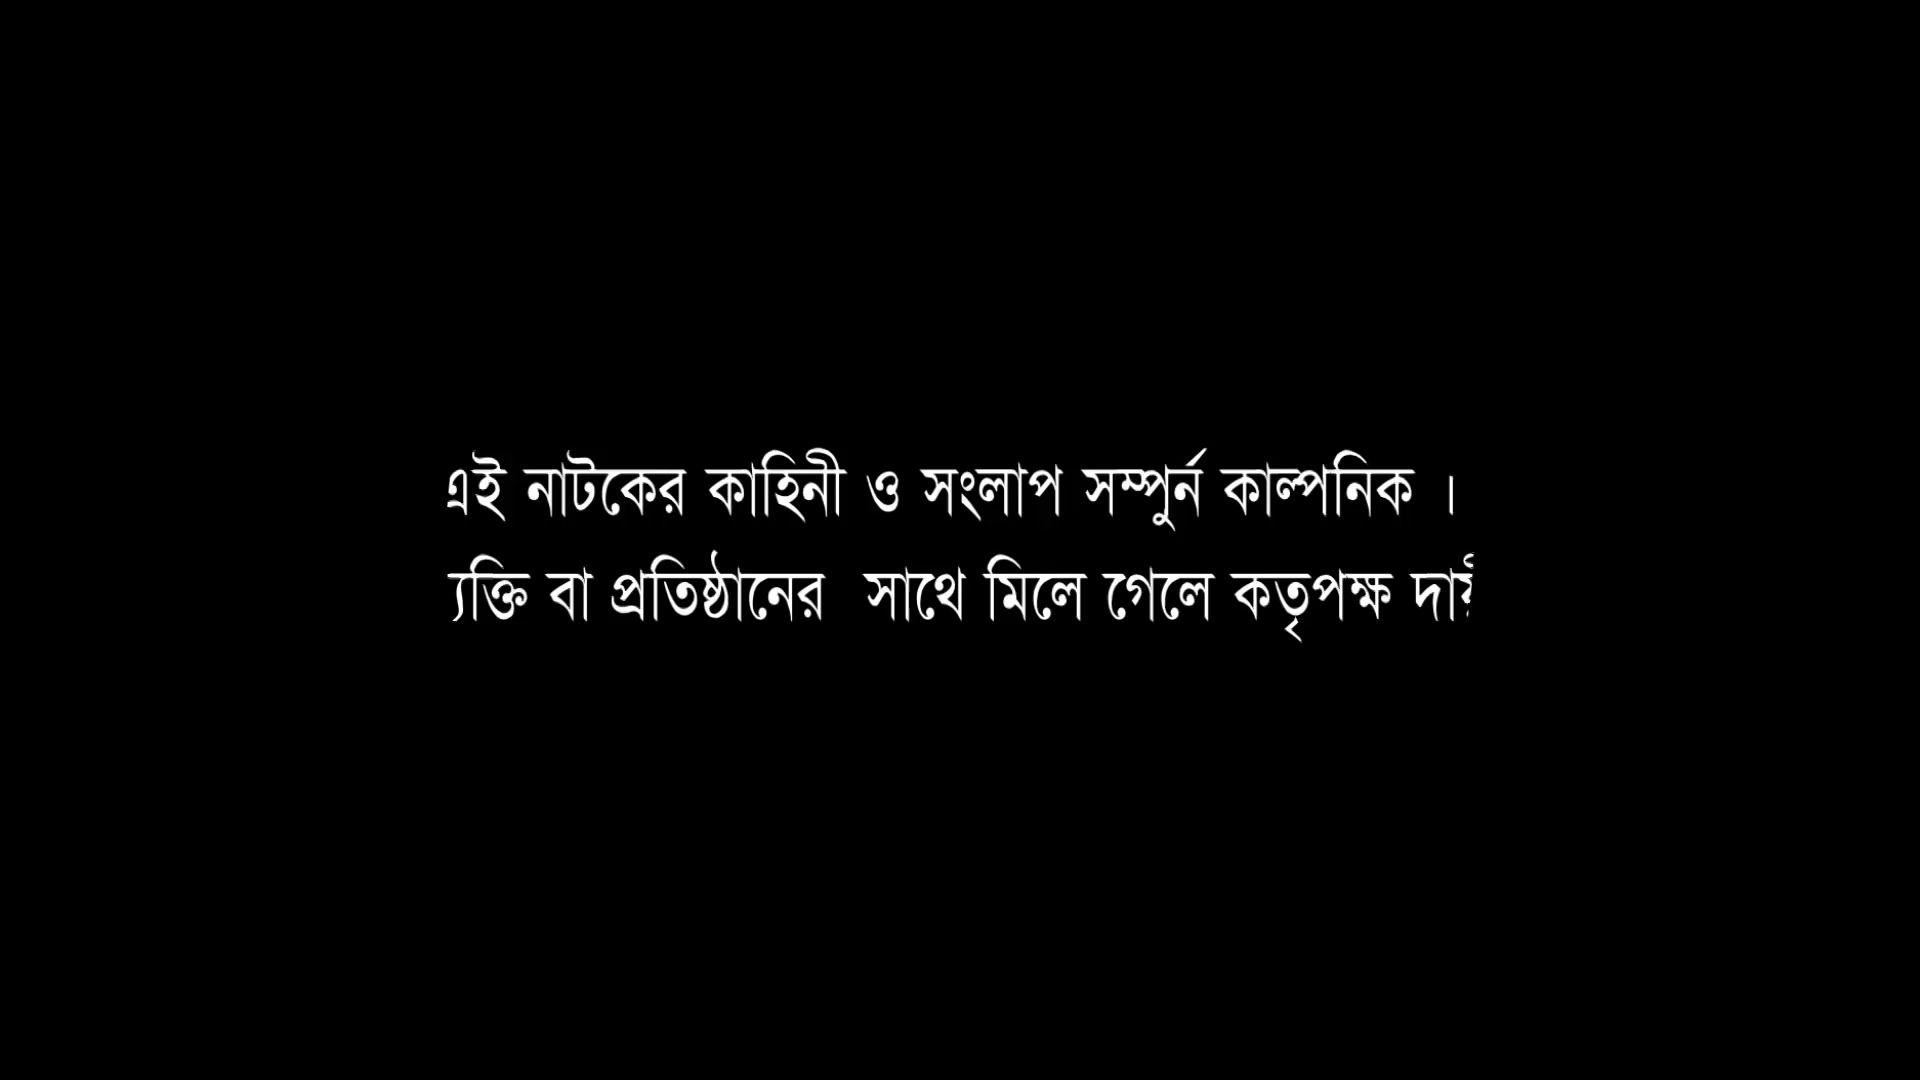 এই নাটকের কাহিনী ও সংলাপ সম্পুর্ন কাল্পনিক ।
বা প্রতিষ্ঠানের সাথে মিলে গেলে কতৃপক্ষ